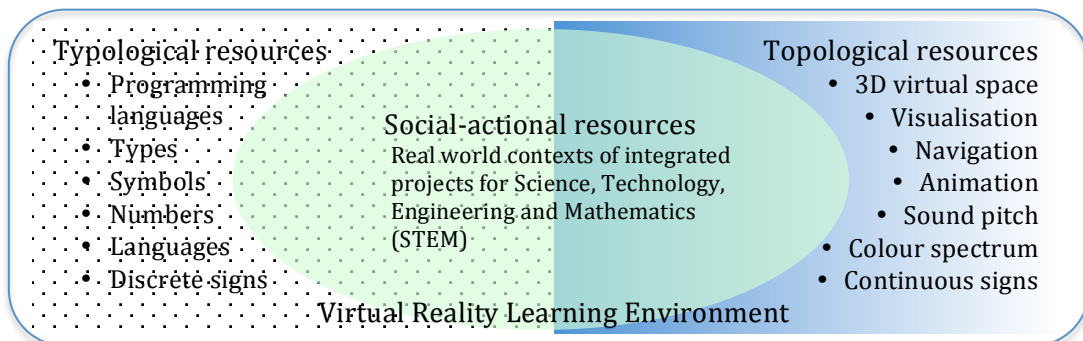 Typological resources
• Programming
languages
• Types
• Symbols
• Numbers
• Languages
• Discrete signs
Social-actional resources
Real world contexts of integrated
projects for Science, Technology,
Engineering and Mathematics
(STEM)
Topological resources
• 3D virtual space
• Visualisation
• Navigation
• Animation
• Sound pitch
• Colour spectrum
• Continuous signs
Virtual Reality Learning Environment